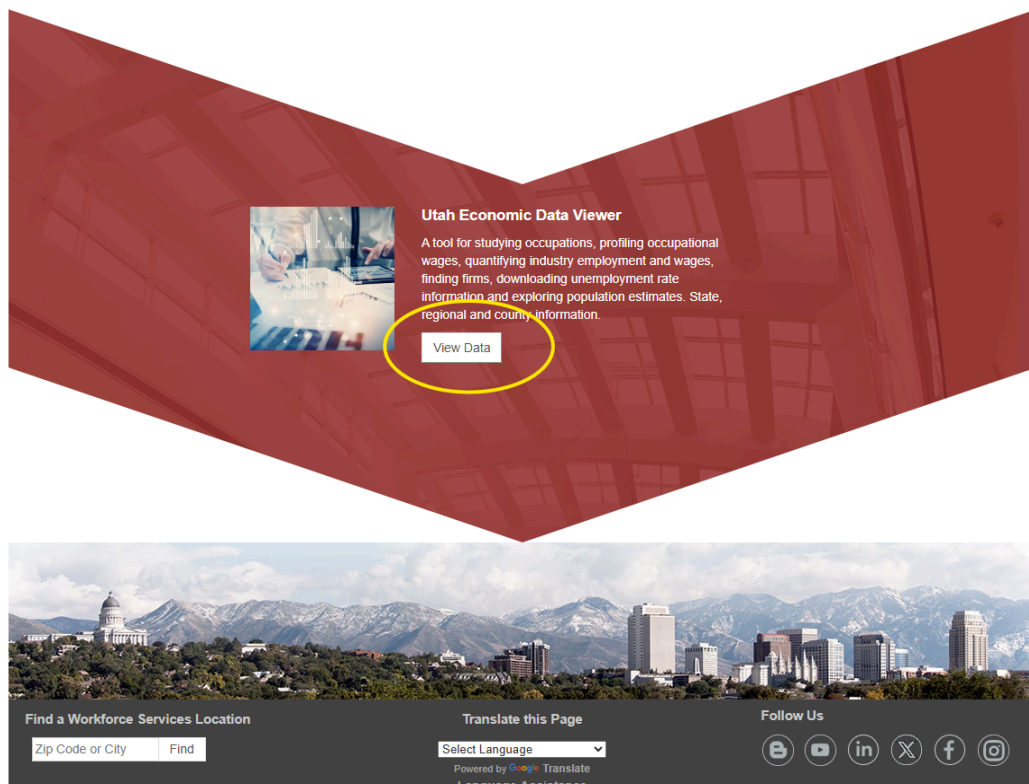 Utah Economic Data Viewer
A tool for studying occupations, profiling occupational
wages, quantifying industry employment and wages,
finding firms, downloading unemployment rate
information and exploring population estimates. State,
regional and county information.
View Data
Find a Workforce Services Location
Zip Code or City
Find
Translate this Page
Select Language
Powered by Google Translate
Language Assistance
Follow Us